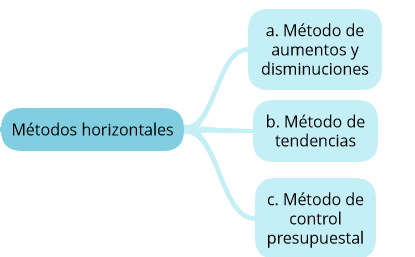 Métodos horizontales
a. Método de
aumentos y
disminuciones
b. Método de
tendencias
c. Método de
control
presupuestal